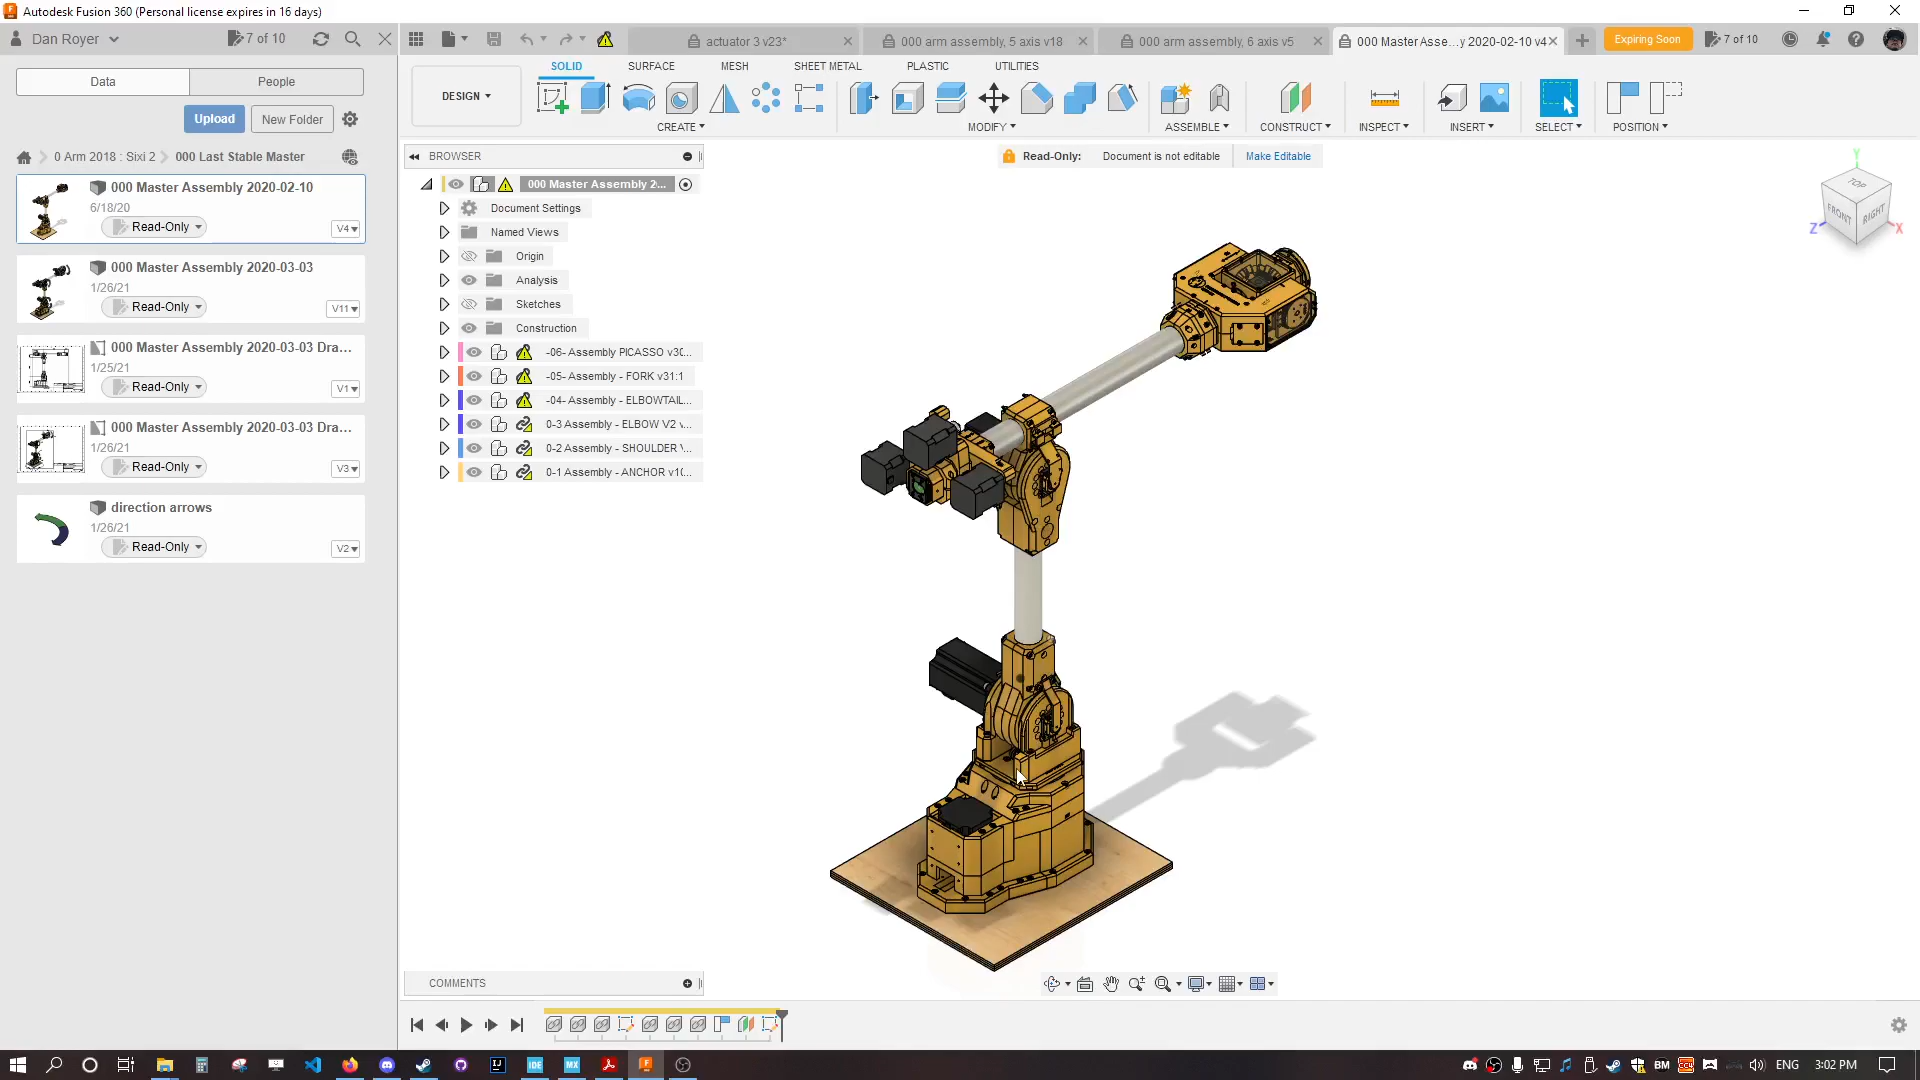 Autodesk Fusion 360 (Personal license expires in 16 days)
Dan Royer
7 of 10
actuator 3 v23*
000 arm assembly, 5 axis v18
000 arm assembly, 6 axis v5
000 Master Asse...y 2020-02-10 v4
Expiring Soon
7 of 10
Data
People
Upload
New Folder
0 Arm 2018 : Sixi 2
000 Last Stable Master
000 Master Assembly 2020-02-10
6/18/20
Read-Only
V4
000 Master Assembly 2020-03-03
1/26/21
Read-Only
V11
000 Master Assembly 2020-03-03 Dra...
1/25/21
Read-Only
V1
000 Master Assembly 2020-03-03 Dra...
1/26/21
Read-Only
V3
direction arrows
1/26/21
Read-Only
V2
SOLID
SURFACE
MESH
SHEET METAL
PLASTIC
UTILITIES
DESIGN
CREATE
MODIFY
ASSEMBLE
CONSTRUCT
INSPECT
INSERT
SELECT
POSITION
BROWSER
Read-Only:
Document is not editable
Make Editable
000 Master Assembly 2...
Document Settings
Named Views
Origin
Analysis
Sketches
Construction
-06- Assembly PICASSO v30...
-05- Assembly - FORK v31:1
-04- Assembly - ELBOWTAIL...
0-3 Assembly - ELBOW V2 v...
0-2 Assembly - SHOULDER \...
0-1 Assembly - ANCHOR v10...
Y
TOP
FRONT
RIGHT
Z
X
COMMENTS
IDE
MX
BM
ENG
3:02 PM